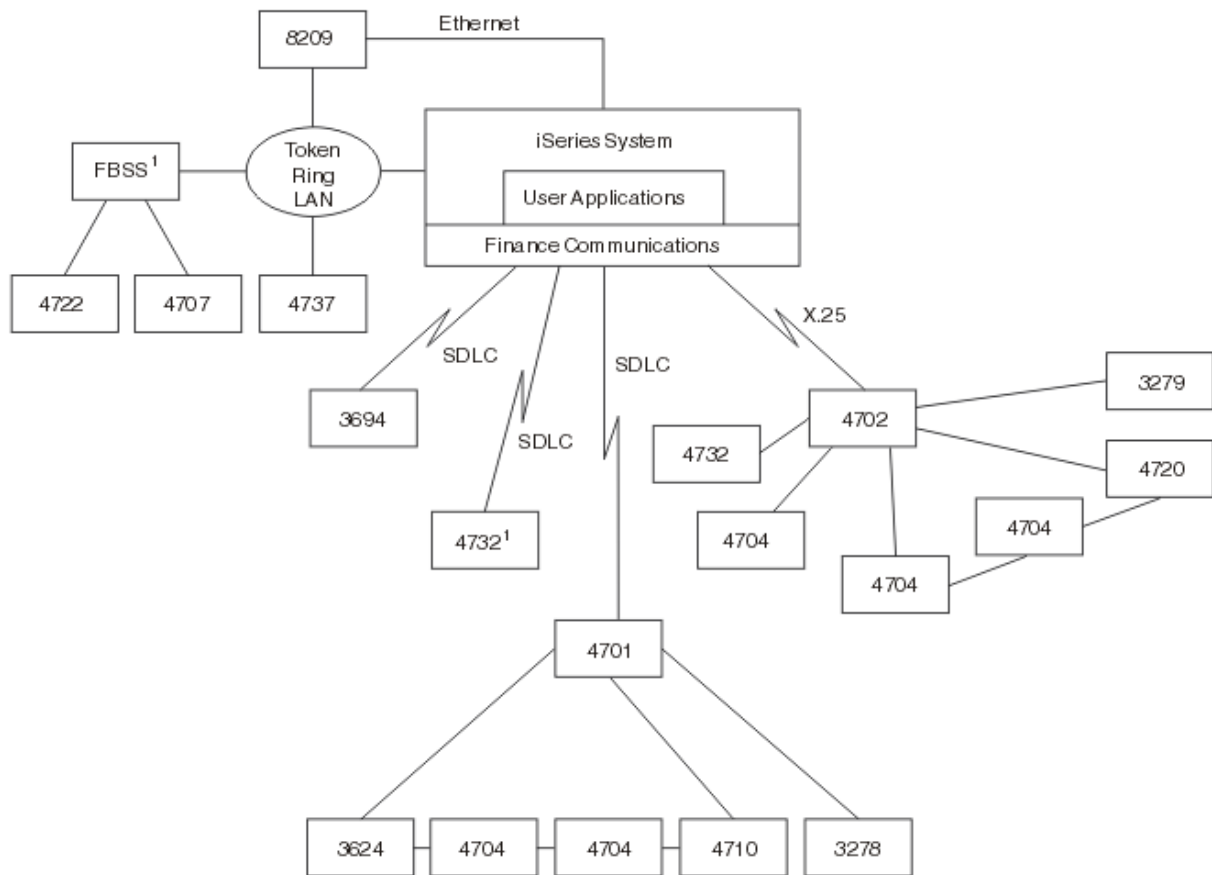 8209
Ethernet
iSeries System
Token
Ring
LAN
FBSS¹
User Applications
Finance Communications
4722
4707
4737
X.25
SDLC
SDLC
3279
3694
4702
SDLC
4732
4720
4732¹
4704
4704
4704
4701
3624
4704
4704
4710
3278